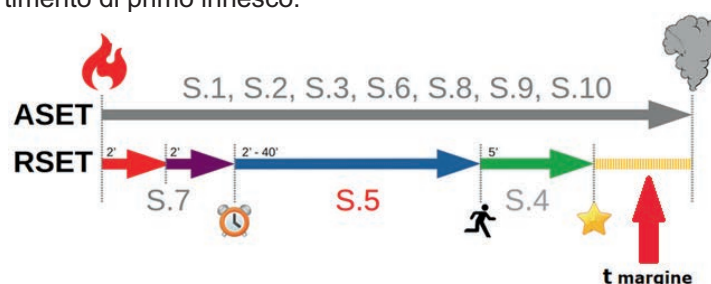 timento di primo innesco.
S.1, S.2, S.3, S.6, S.8, S.9, S.10
ASET
RSET 2' 2' 2' - 40' 5'
S.7 S.5 S.4
t margine